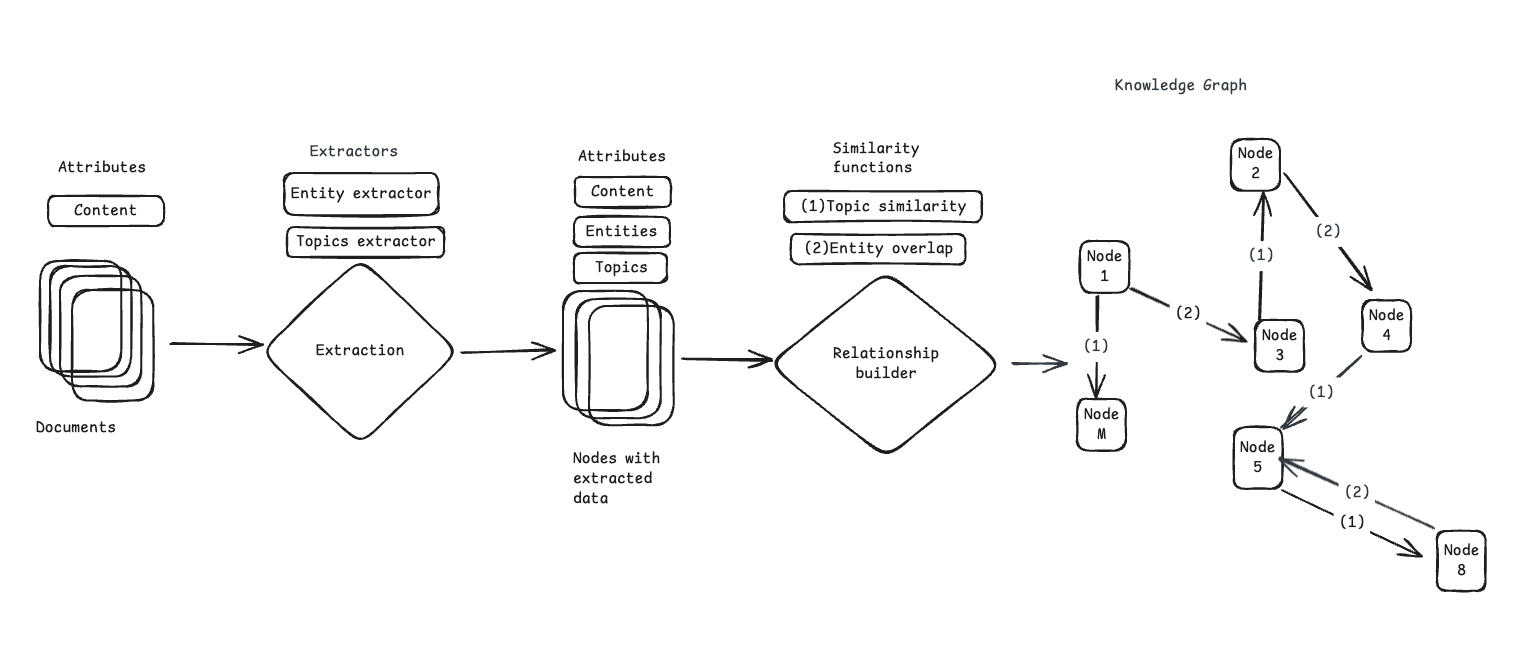 Knowledge Graph
Attributes
Content
Documents
Extractors
Entity extractor
Topics extractor
Extraction
Attributes
Content
Entities
Topics
Nodes with
extracted
data
Similarity
functions
(1)Topic similarity
(2)Entity overlap
Relationship
builder
Node
1
(1)
(2)
Node
M
Node
2
(1)
(2)
Node
3
Node
4
(1)
Node
5
(2)
(1)
Node
8